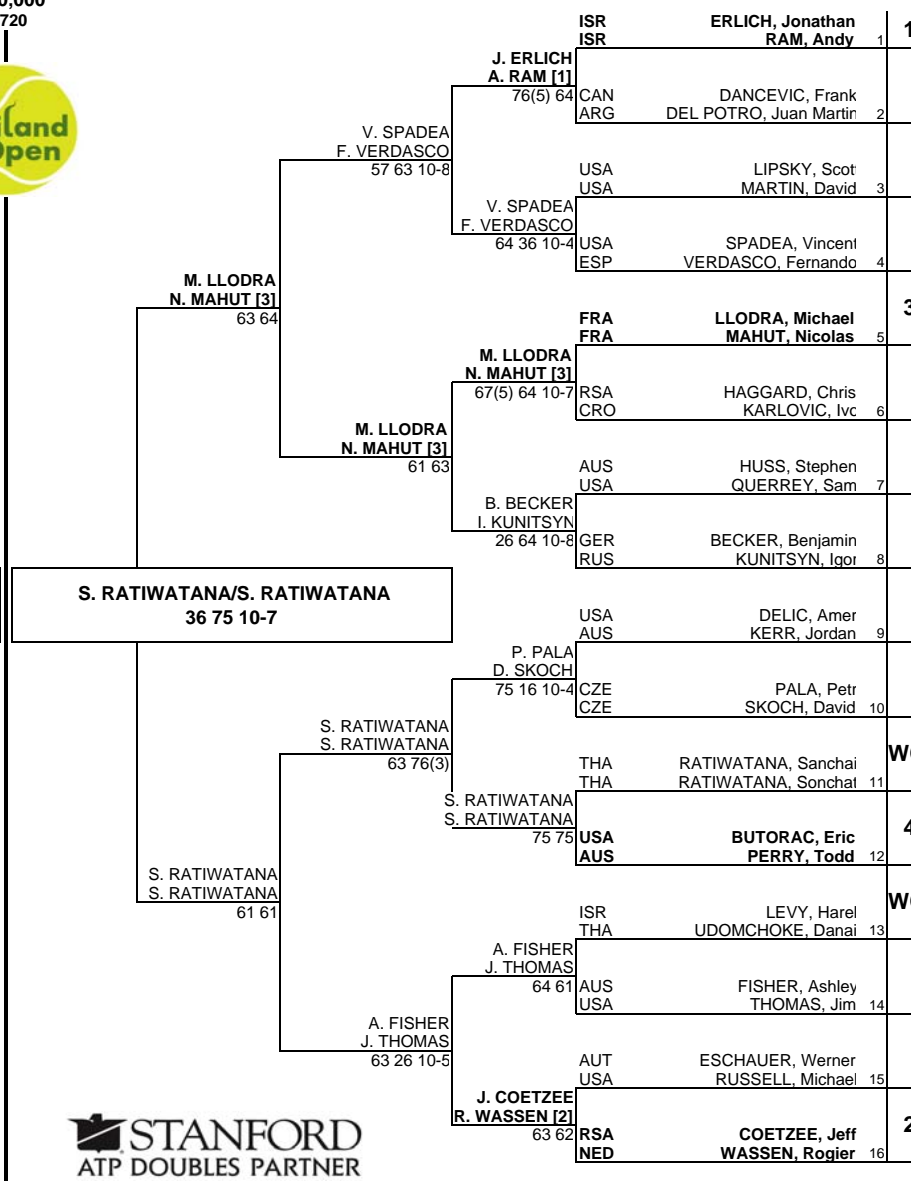 720
ISR ERLICH, Jonathan
ISR RAM, Andy 1
J. ERLICH
A. RAM [1]
76(5) 64
CAN DANCEVIC, Frank
ARG DEL POTRO, Juan Martin 2
V. SPADEA
F. VERDASCO
57 63 10-8
USA LIPSKY, Scot
USA MARTIN, David 3
V. SPADEA
F. VERDASCO
64 36 10-4
USA SPADEA, Vincent
ESP VERDASCO, Fernando 4
M. LLODRA
N. MAHUT [3]
63 64
3
FRA LLODRA, Michael
FRA MAHUT, Nicolas 5
M. LLODRA
N. MAHUT [3]
67(5) 64 10-7
RSA HAGGARD, Chris
CRO KARLOVIC, Ivo 6
M. LLODRA
N. MAHUT [3]
61 63
AUS HUSS, Stephen
USA QUERREY, Sam 7
B. BECKER
I. KUNITSYN
26 64 10-8
GER BECKER, Benjamin
RUS KUNITSYN, Igor 8
S. RATIWATANA/S. RATIWATANA
36 75 10-7
USA DELIC, Amer
AUS KERR, Jordan 9
P. PALA
D. SKOCH
75 16 10-4
CZE PALA, Petr
CZE SKOCH, David 10
S. RATIWATANA
S. RATIWATANA
63 76(3)
THA RATIWATANA, Sanchai
THA RATIWATANA, Sonchat 11
S. RATIWATANA
S. RATIWATANA
75 75
4
USA BUTORAC, Eric
AUS PERRY, Todd 12
S. RATIWATANA
S. RATIWATANA
61 61
ISR LEVY, Harel
THA UDOMCHOKE, Danai 13
A. FISHER
J. THOMAS
64 61
AUS FISHER, Ashley
USA THOMAS, Jim 14
A. FISHER
J. THOMAS
63 26 10-5
AUT ESCHAUER, Werner
USA RUSSELL, Michael 15
J. COETZEE
R. WASSEN [2]
63 62
2
RSA COETZEE, Jeff
NED WASSEN, Rogier 16
STANFORD
ATP DOUBLES PARTNER